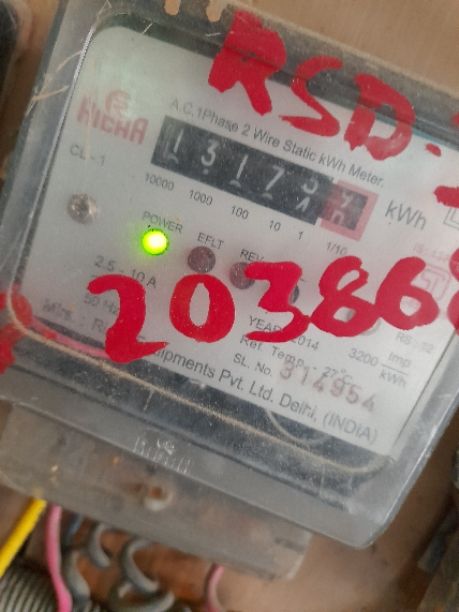 RSD-
RICHA
A.C.1Phase 2 Wire Static kWh Meter.
CL-1
1317
kWh
10000 1000 100 10 1 1/10
POWER EFLT REV
2.5 - 10 A
203868
50 Hz
YEAR 2014
3200 Imp
kWh
Ref. Temp - 27°c
SL. No. 314954
Equipments Pvt. Ltd. Delhi, (INDIA)